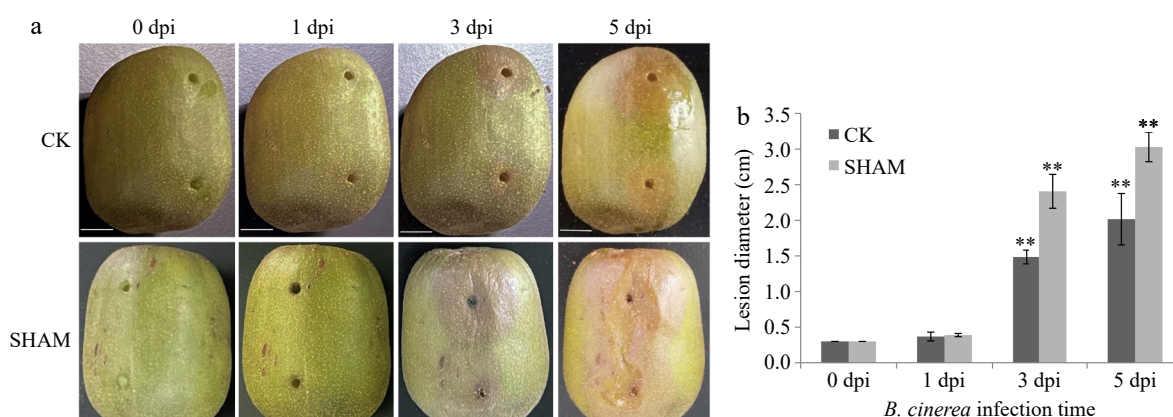 a
0 dpi 1 dpi 3 dpi 5 dpi
CK
SHAM
b
Lesion diameter (cm)
3.5
3.0
2.5
2.0
1.5
1.0
0.5
0.0
CK
SHAM
** **
** **
0 dpi 1 dpi 3 dpi 5 dpi
B. cinerea infection time